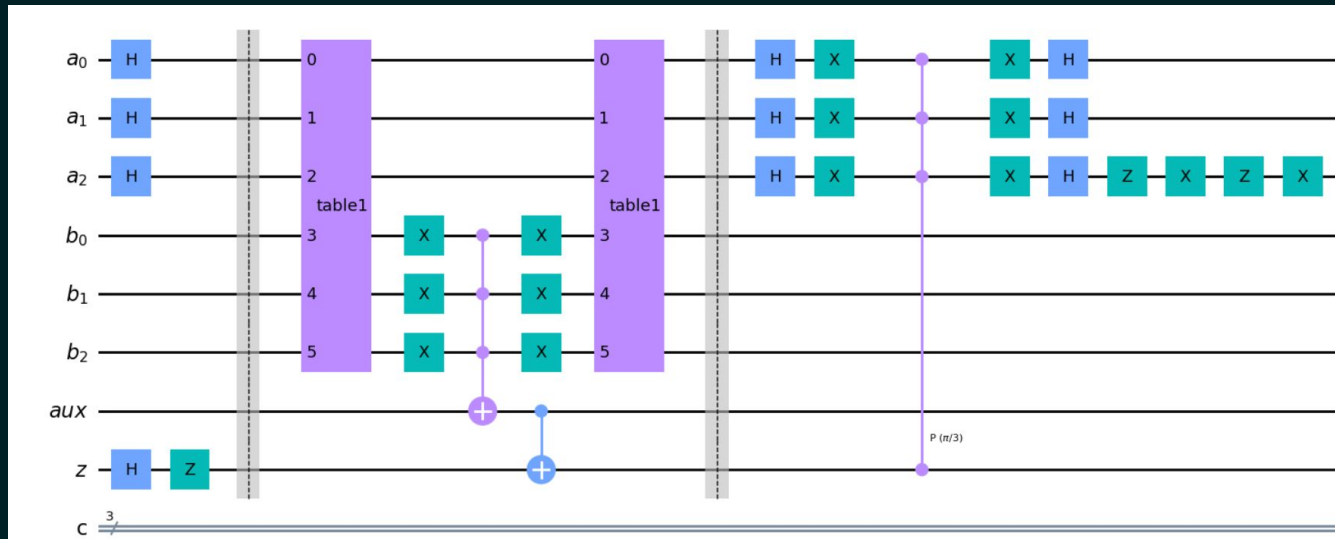 a0 H 0 0 H X X H
a1 H 1 1 H X X H
a2 H 2 2 H X X H Z X Z X
table1 table1
b0 3 X X 3
b1 4 X X 4
b2 5 X X 5
aux
P (π/3)
z H Z
3
c